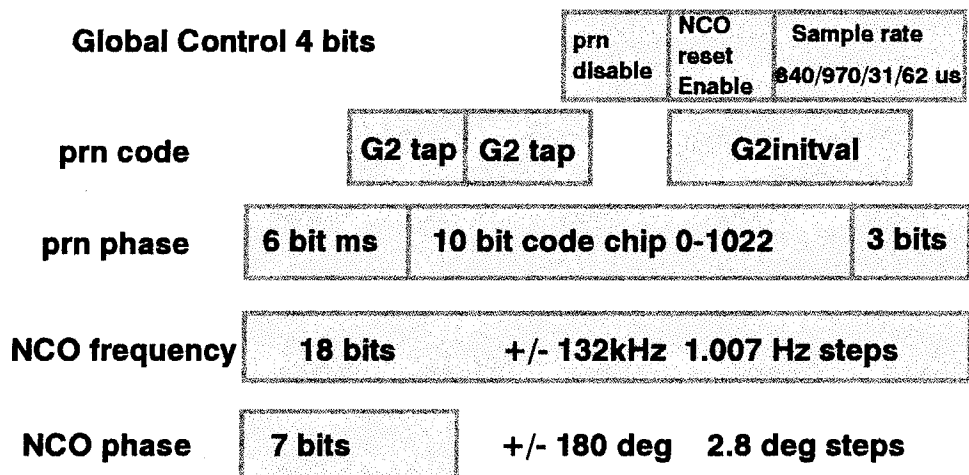 Global Control 4 bits
prn disable
NCO reset Enable
Sample rate
840/970/31/62 us
prn code
G2 tap
G2 tap
G2initval
prn phase
6 bit ms
10 bit code chip 0-1022
3 bits
NCO frequency
18 bits
+/- 132kHz 1.007 Hz steps
NCO phase
7 bits
+/- 180 deg 2.8 deg steps